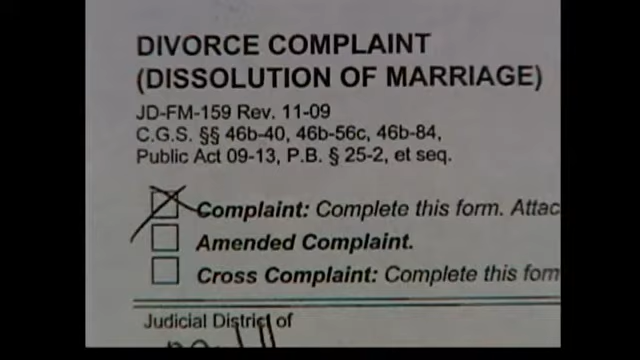 DIVORCE COMPLAINT
(DISSOLUTION OF MARRIAGE)
JD-FM-159 Rev. 11-09
C.G.S. §§ 46b-40, 46b-56c, 46b-84,
Public Act 09-13, P.B. § 25-2, et seq.
Complaint: Complete this form. Attac
Amended Complaint.
Cross Complaint: Complete this form
Judicial District of